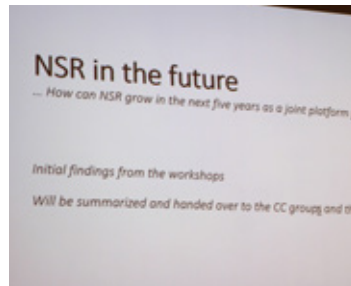 NSR in the future
... How can NSR grow in the next five years as a joint platform
Initial findings from the workshops
Will be summarized and handed over to the CC groups and